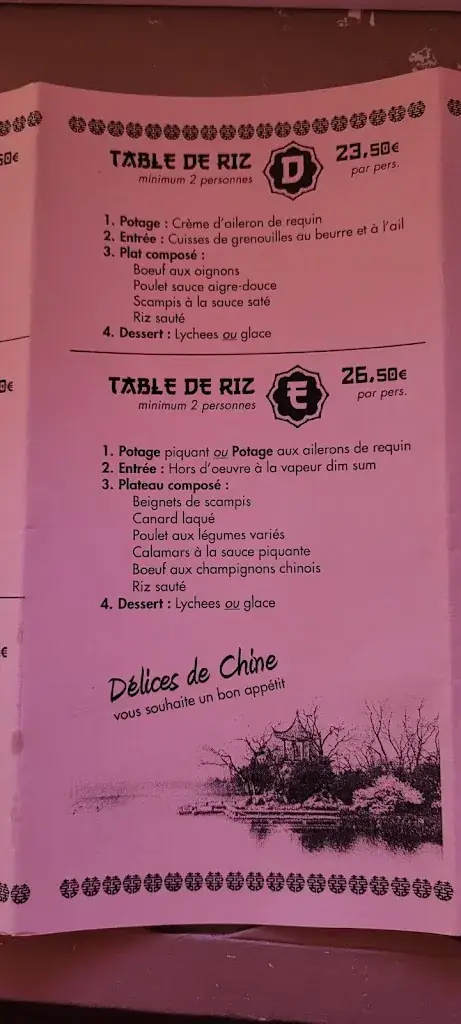 50€
TABLE DE RIZ D 23,50€
minimum 2 personnes par pers.
1. Potage : Crème d'aileron de requin
2. Entrée : Cuisses de grenouilles au beurre et à l'ail
3. Plat composé :
Boeuf aux oignons
Poulet sauce aigre-douce
Scampis à la sauce saté
Riz sauté
4. Dessert : Lychees ou glace
0€
TABLE DE RIZ E 26,50€
minimum 2 personnes par pers.
1. Potage piquant ou Potage aux ailerons de requin
2. Entrée : Hors d'oeuvre à la vapeur dim sum
3. Plateau composé :
Beignets de scampis
Canard laqué
Poulet aux légumes variés
Calamars à la sauce piquante
Boeuf aux champignons chinois
Riz sauté
4. Dessert : Lychees ou glace
€
Délices de Chine
vous souhaite un bon appétit